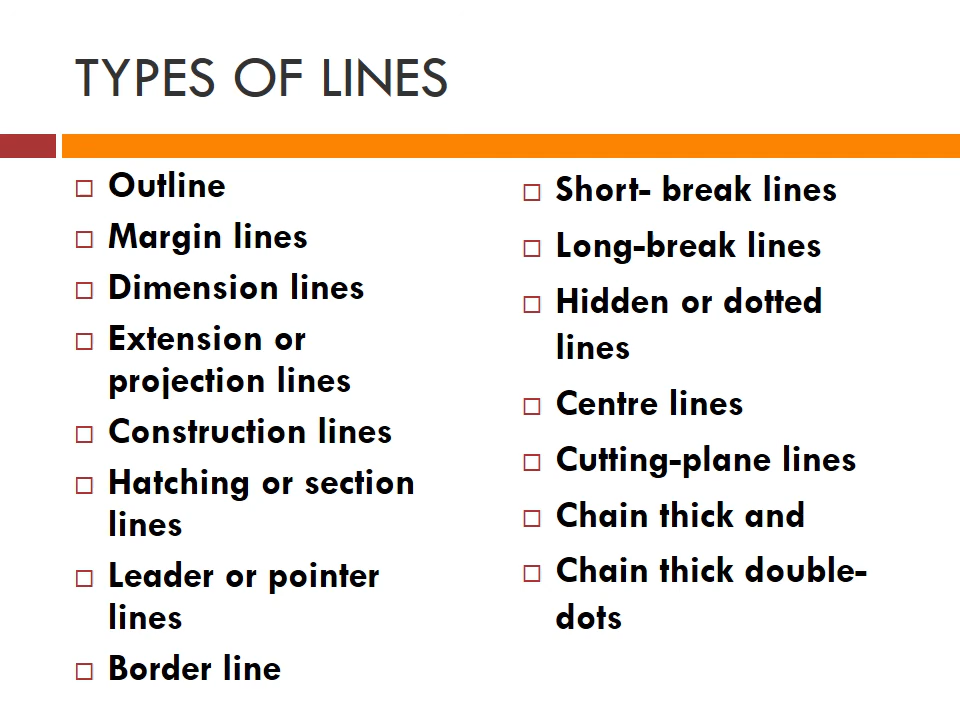 TYPES OF LINES
Outline
Margin lines
Dimension lines
Extension or
projection lines
Construction lines
Hatching or section
lines
Leader or pointer
lines
Border line
Short- break lines
Long-break lines
Hidden or dotted
lines
Centre lines
Cutting-plane lines
Chain thick and
Chain thick double-
dots